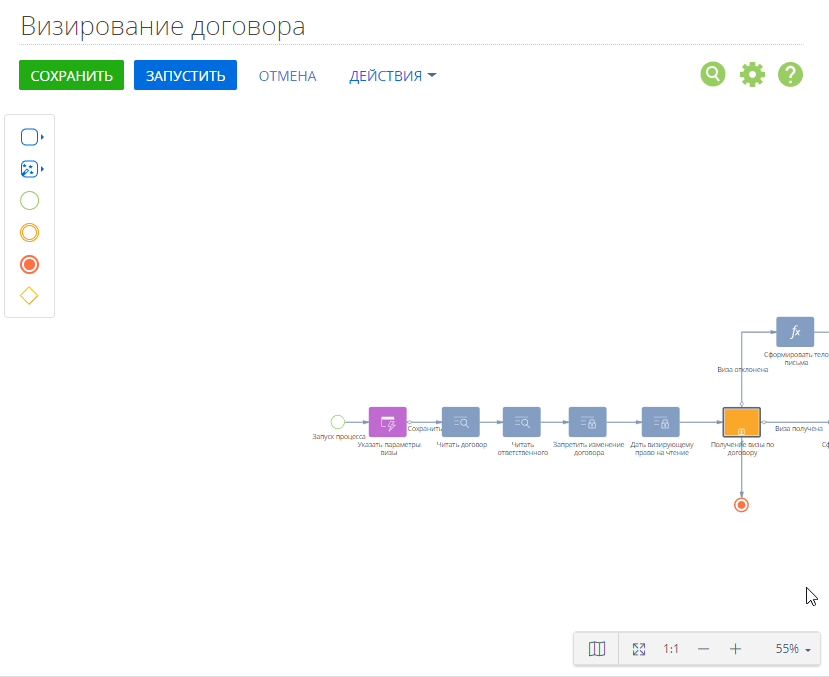 Визирование договора
СОХРАНИТЬ
ЗАПУСТИТЬ
ОТМЕНА
ДЕЙСТВИЯ
fx
Сформировать тело
письма
Виза отклонена
Запуск процесса
Указать параметры
визы
Сохранить
Читать договор
Читать
ответственного
Запретить изменение
договора
Дать визирующему
право на чтение
Получение визы по
договору
Виза получена
1:1
55%